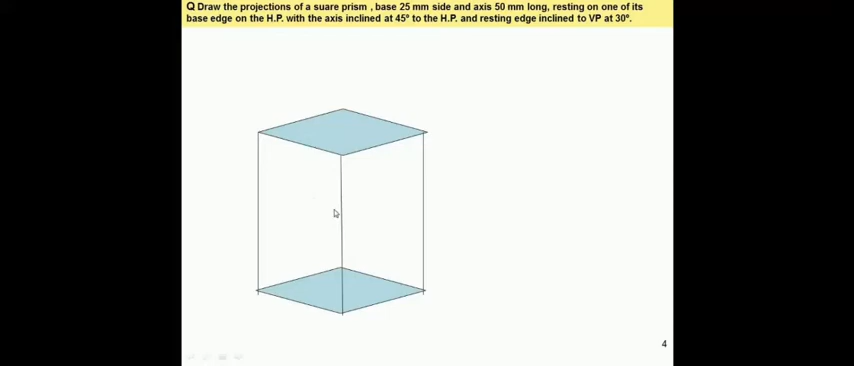 Q Draw the projections of a suare prism , base 25 mm side and axis 50 mm long, resting on one of its
base edge on the H.P. with the axis inclined at 45º to the H.P. and resting edge inclined to VP at 30º.
4